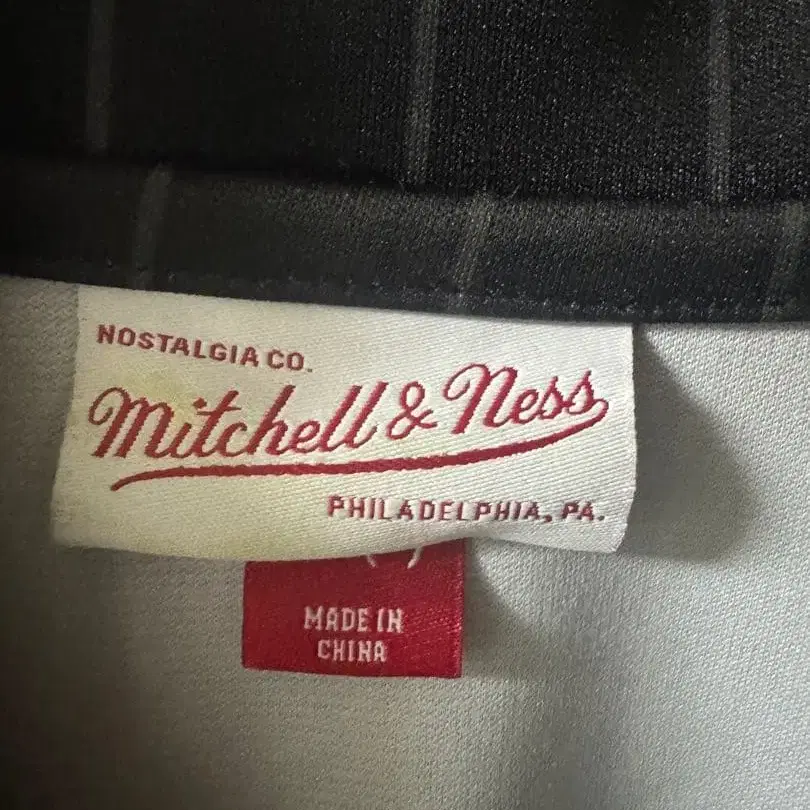 NOSTALGIA CO.
Mitchell & Ness
PHILADELPHIA, PA.
MADE IN
CHINA